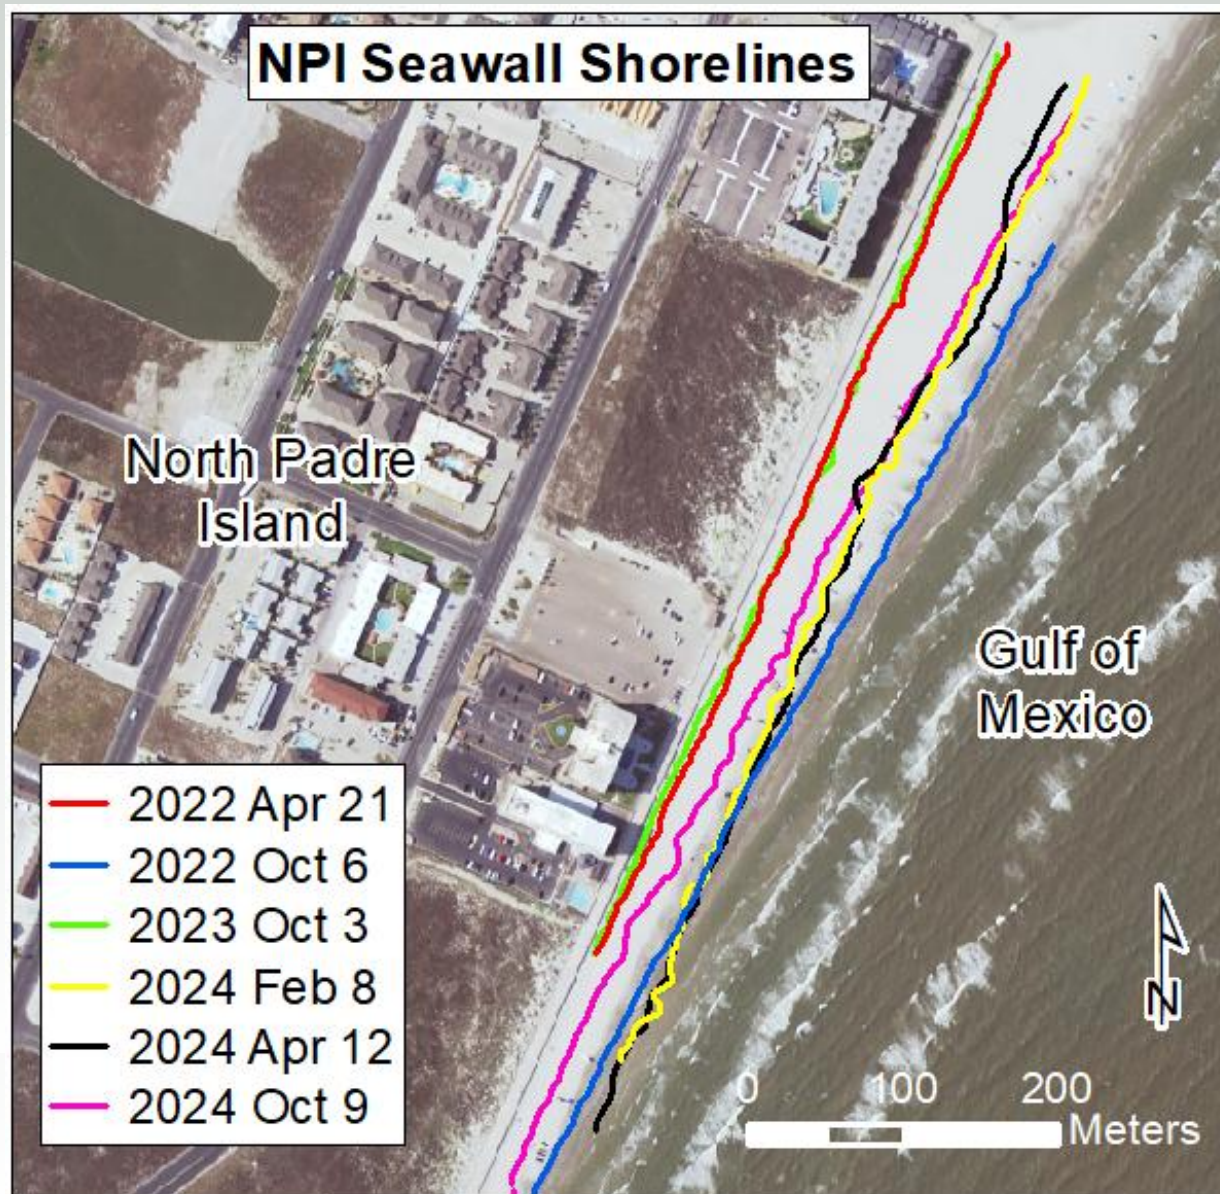 NPI Seawall Shorelines
North Padre
Island
Gulf of
Mexico
2022 Apr 21
2022 Oct 6
2023 Oct 3
2024 Feb 8
2024 Apr 12
2024 Oct 9
N
0 100 200
Meters